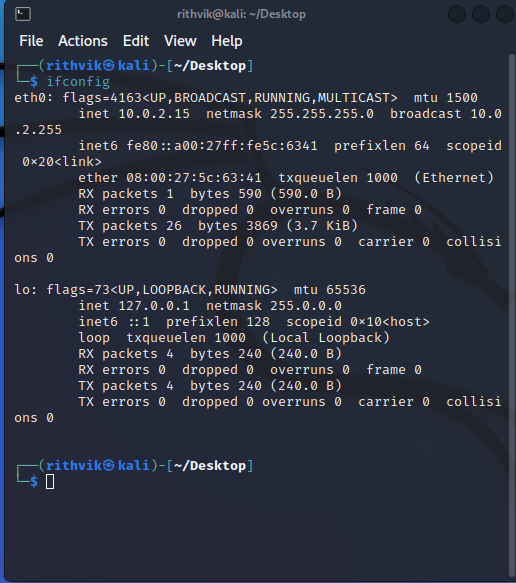 rithvik@kali: ~/Desktop
File Actions Edit View Help
┌──(rithvik㉿kali)-[~/Desktop]
└─$ ifconfig
eth0: flags=4163<UP,BROADCAST,RUNNING,MULTICAST>  mtu 1500
        inet 10.0.2.15  netmask 255.255.255.0  broadcast 10.0
.2.255
        inet6 fe80::a00:27ff:fe5c:6341  prefixlen 64  scopeid
 0×20<link>
        ether 08:00:27:5c:63:41  txqueuelen 1000  (Ethernet)
        RX packets 1  bytes 590 (590.0 B)
        RX errors 0  dropped 0  overruns 0  frame 0
        TX packets 26  bytes 3869 (3.7 KiB)
        TX errors 0  dropped 0 overruns 0  carrier 0  collisi
ons 0

lo: flags=73<UP,LOOPBACK,RUNNING>  mtu 65536
        inet 127.0.0.1  netmask 255.0.0.0
        inet6 ::1  prefixlen 128  scopeid 0×10<host>
        loop  txqueuelen 1000  (Local Loopback)
        RX packets 4  bytes 240 (240.0 B)
        RX errors 0  dropped 0  overruns 0  frame 0
        TX packets 4  bytes 240 (240.0 B)
        TX errors 0  dropped 0 overruns 0  carrier 0  collisi
ons 0

┌──(rithvik㉿kali)-[~/Desktop]
└─$